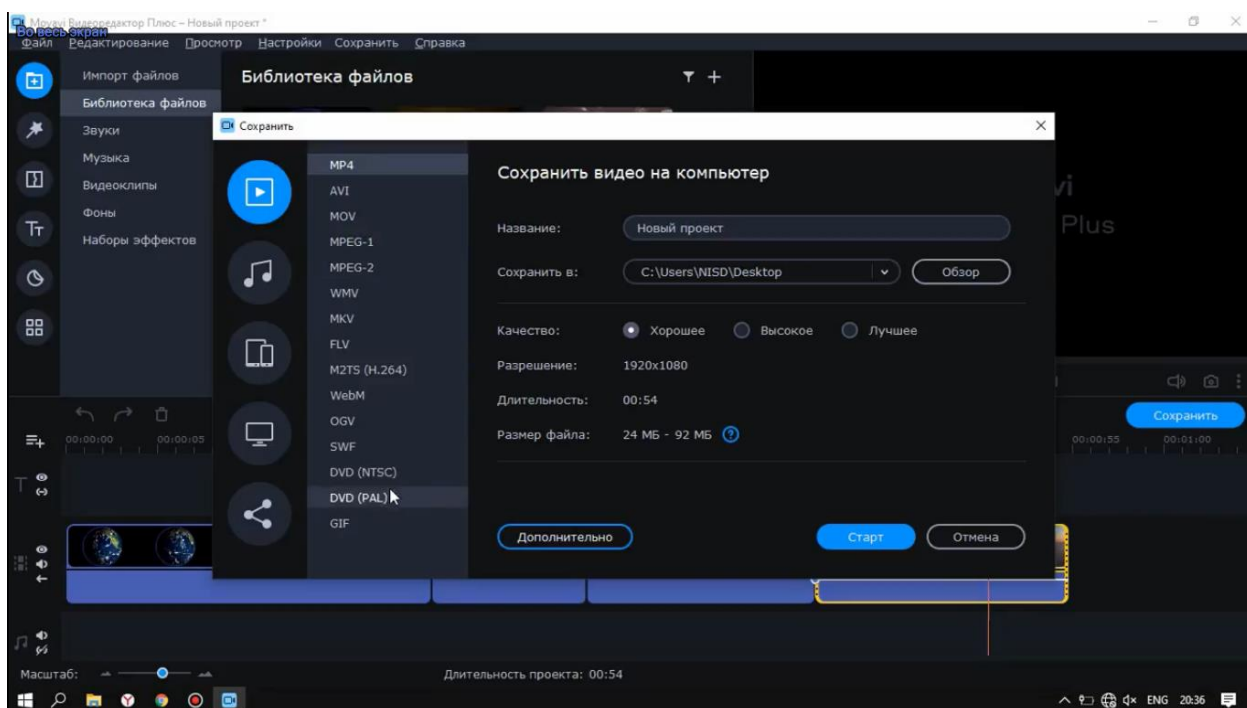 Movavi Видеоредактор Плюс – Новый проект *
Во весь экран
Файл Редактирование Просмотр Настройки Сохранить Справка
Импорт файлов
Библиотека файлов
Звуки
Музыка
Видеоклипы
Фоны
Наборы эффектов
Библиотека файлов
Сохранить
MP4
AVI
MOV
MPEG-1
MPEG-2
WMV
MKV
FLV
M2TS (H.264)
WebM
OGV
SWF
DVD (NTSC)
DVD (PAL)
GIF
Сохранить видео на компьютер
Название: Новый проект
Сохранить в: C:\Users\NISD\Desktop Обзор
Качество: Хорошее Высокое Лучшее
Разрешение: 1920x1080
Длительность: 00:54
Размер файла: 24 МБ - 92 МБ ?
Дополнительно Старт Отмена
vi
Plus
Сохранить
00:00:00 00:00:05 00:00:55 00:01:00
Масштаб: Длительность проекта: 00:54
ENG 20:36